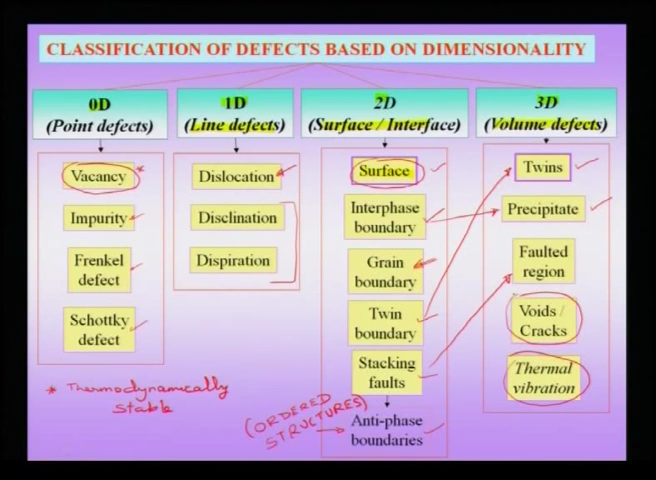 CLASSIFICATION OF DEFECTS BASED ON DIMENSIONALITY
0D
(Point defects)
Vacancy *
Impurity
Frenkel
defect
Schottky
defect
* Thermodynamically
stable
1D
(Line defects)
Dislocation
Disclination
Dispiration
2D
(Surface / Interface)
Surface
Interphase
boundary
Grain
boundary
Twin
boundary
Stacking
faults
(ORDERED
STRUCTURES)
Anti-phase
boundaries
3D
(Volume defects)
Twins
Precipitate
Faulted
region
Voids /
Cracks
Thermal
vibration